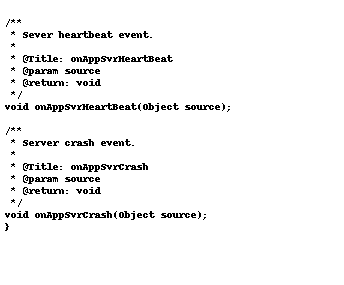 /**
 * Sever heartbeat event.
 *
 * @Title: onAppSvrHeartBeat
 * @param source
 * @return: void
 */
void onAppSvrHeartBeat(Object source);

/**
 * Server crash event.
 *
 * @Title: onAppSvrCrash
 * @param source
 * @return: void
 */
void onAppSvrCrash(Object source);
}